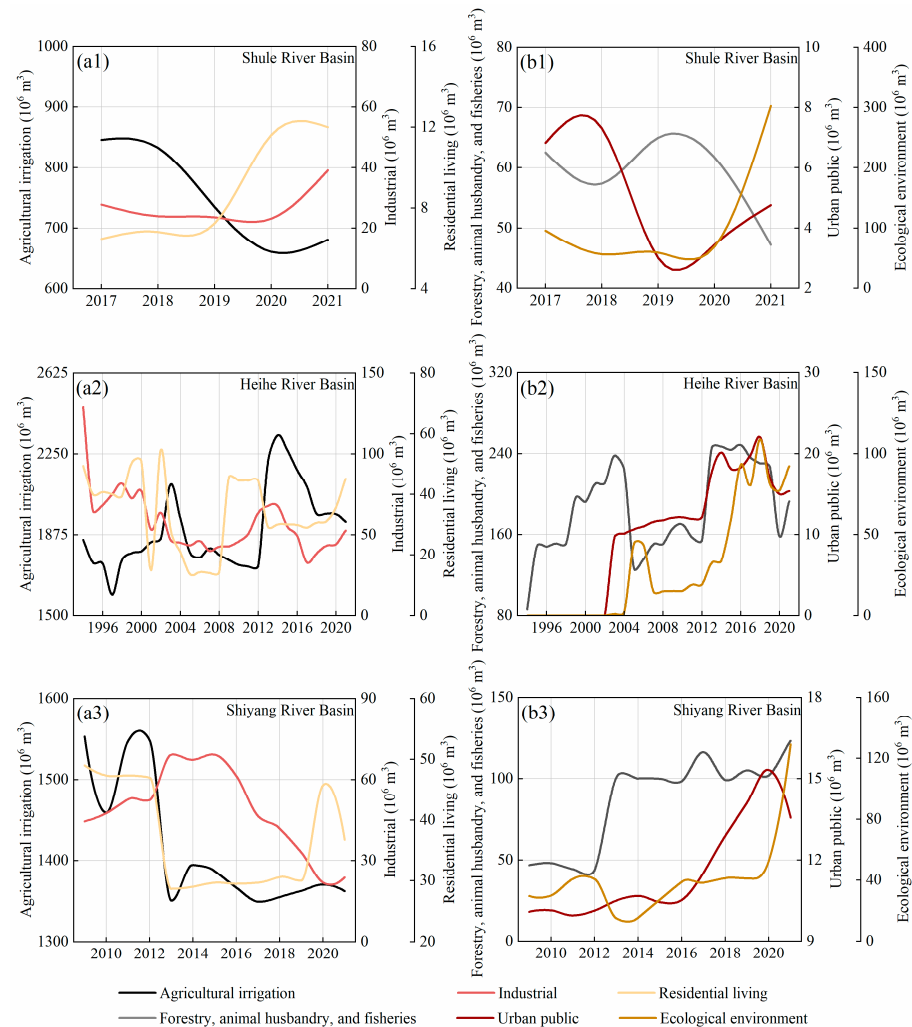 (a1)
Shule River Basin
Agricultural irrigation (10⁶ m³)
1000
900
800
700
600
2017 2018 2019 2020 2021
80
60
40
20
0
Industrial (10⁶ m³)
16
12
8
4
Residential living (10⁶ m³)
(b1)
Shule River Basin
Forestry, animal husbandry, and fisheries (10⁶ m³)
80
70
60
50
40
2017 2018 2019 2020 2021
10
8
6
4
2
Urban public (10⁶ m³)
400
300
200
100
0
Ecological environment (10⁶ m³)
(a2)
Heihe River Basin
Agricultural irrigation (10⁶ m³)
2625
2250
1875
1500
1996 2000 2004 2008 2012 2016 2020
150
100
50
0
Industrial (10⁶ m³)
80
60
40
20
0
Residential living (10⁶ m³)
(b2)
Heihe River Basin
Forestry, animal husbandry, and fisheries (10⁶ m³)
320
240
160
80
1996 2000 2004 2008 2012 2016 2020
30
20
10
0
Urban public (10⁶ m³)
150
100
50
0
Ecological environment (10⁶ m³)
(a3)
Shiyang River Basin
Agricultural irrigation (10⁶ m³)
1600
1500
1400
1300
2010 2012 2014 2016 2018 2020
90
60
30
0
Industrial (10⁶ m³)
60
50
40
30
20
Residential living (10⁶ m³)
(b3)
Shiyang River Basin
Forestry, animal husbandry, and fisheries (10⁶ m³)
150
100
50
0
2010 2012 2014 2016 2018 2020
18
15
12
9
Urban public (10⁶ m³)
160
120
80
40
0
Ecological environment (10⁶ m³)
Agricultural irrigation
Industrial
Residential living
Forestry, animal husbandry, and fisheries
Urban public
Ecological environment